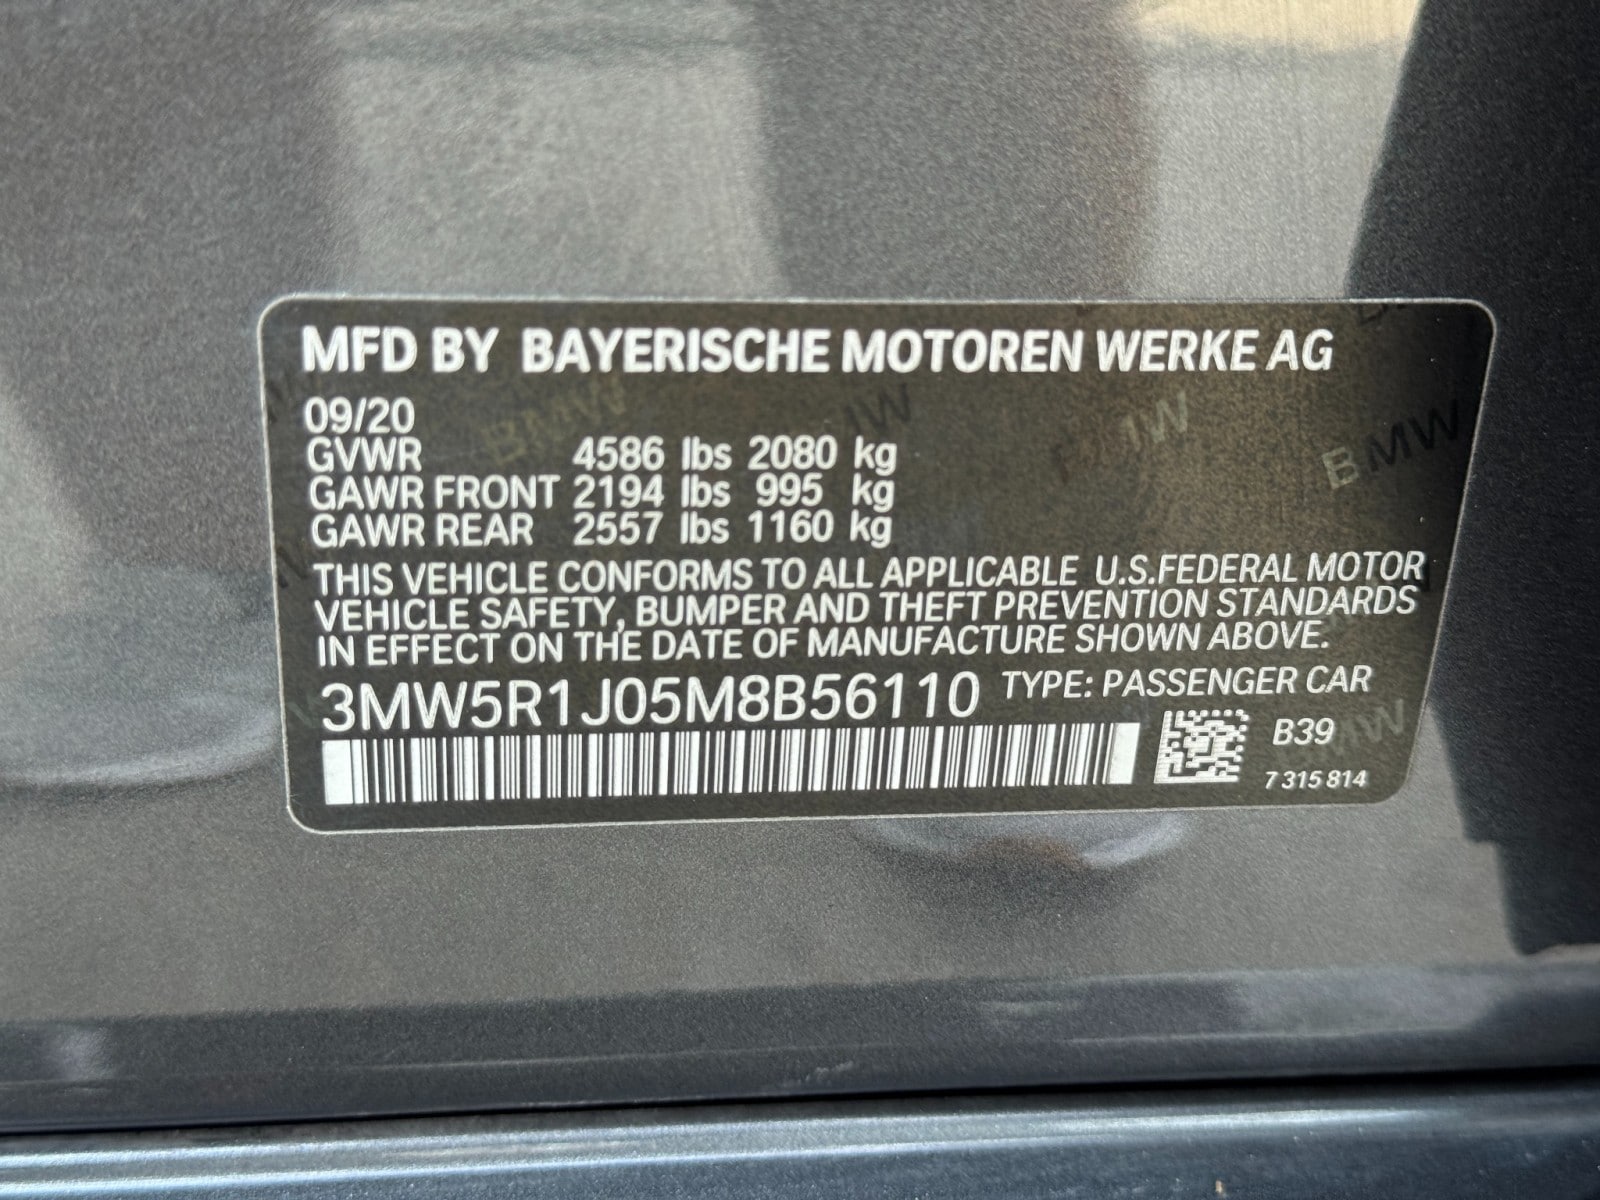 MFD BY BAYERISCHE MOTOREN WERKE AG
09/20
GVWR 4586 lbs 2080 kg
GAWR FRONT 2194 lbs 995 kg
GAWR REAR 2557 lbs 1160 kg
THIS VEHICLE CONFORMS TO ALL APPLICABLE U.S.FEDERAL MOTOR
VEHICLE SAFETY, BUMPER AND THEFT PREVENTION STANDARDS
IN EFFECT ON THE DATE OF MANUFACTURE SHOWN ABOVE.
3MW5R1J05M8B56110 TYPE: PASSENGER CAR
B39
7 315 814
BMW
BMW